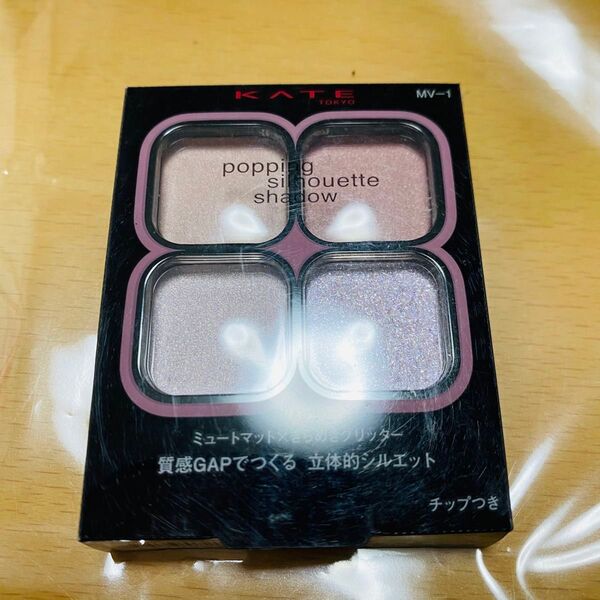 KATE
TOKYO
MV-1
popping
silhouette
shadow
ミュートマット×きらめきグリッター
質感GAPでつくる 立体的シルエット
チップつき